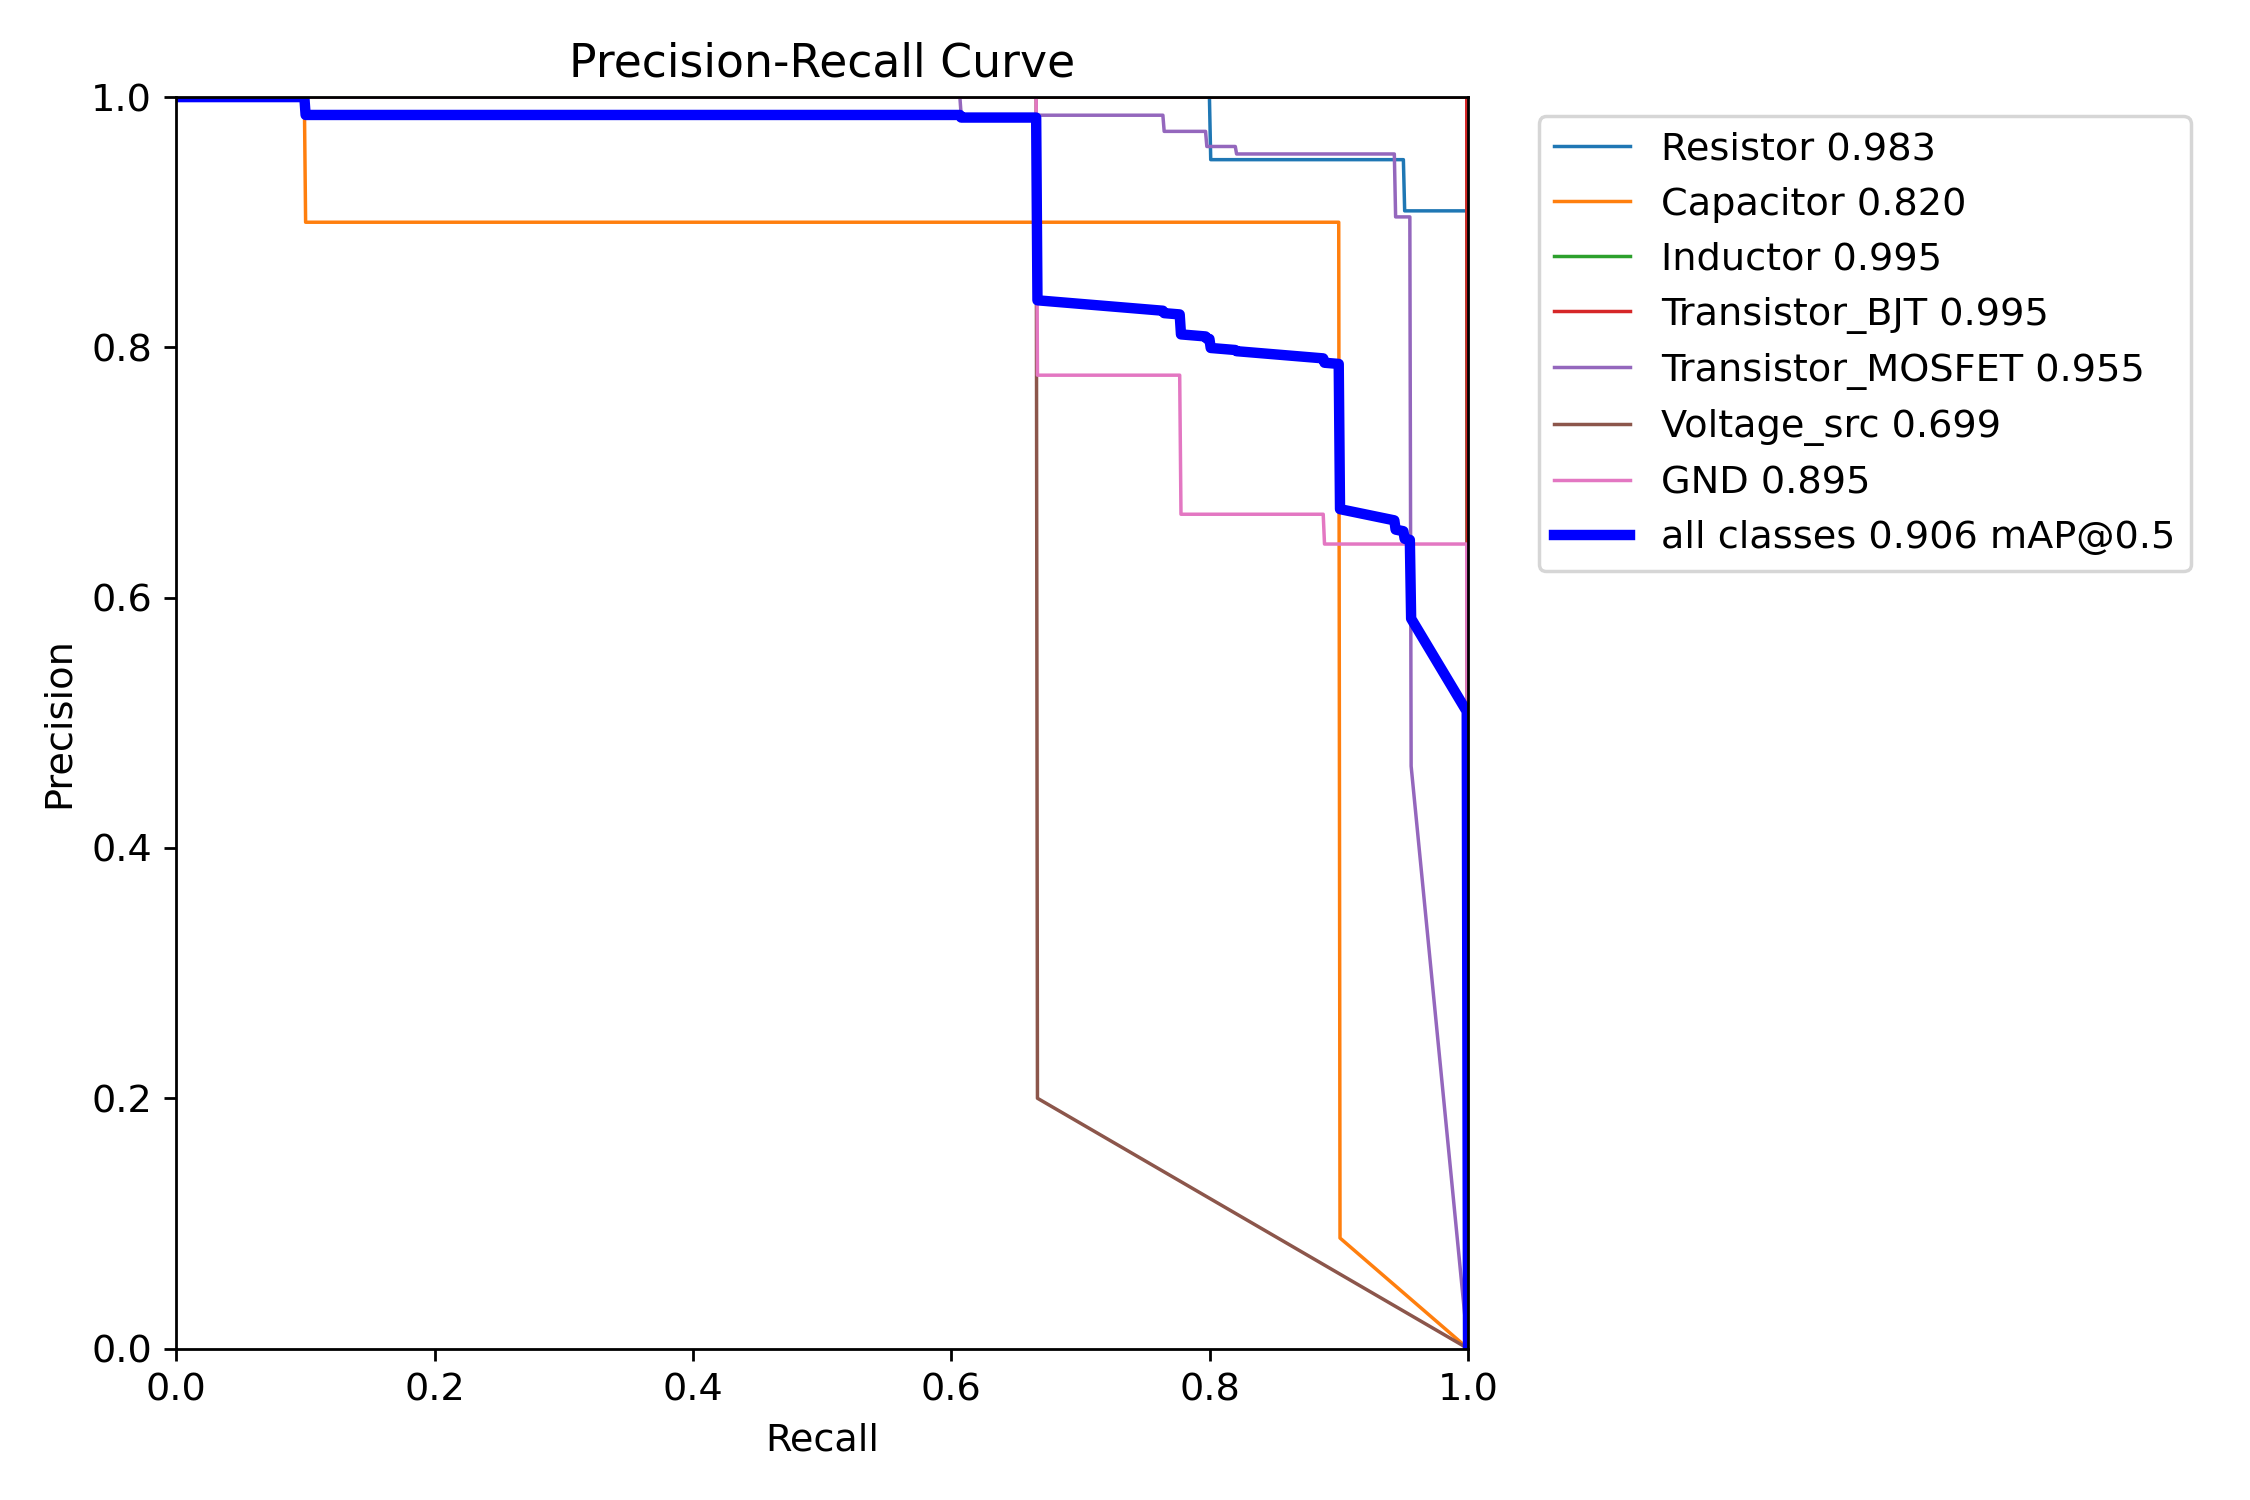 Precision-Recall Curve
1.0
0.8
0.6
0.4
0.2
0.0
Precision
0.0 0.2 0.4 0.6 0.8 1.0
Recall
Resistor 0.983
Capacitor 0.820
Inductor 0.995
Transistor_BJT 0.995
Transistor_MOSFET 0.955
Voltage_src 0.699
GND 0.895
all classes 0.906 mAP@0.5